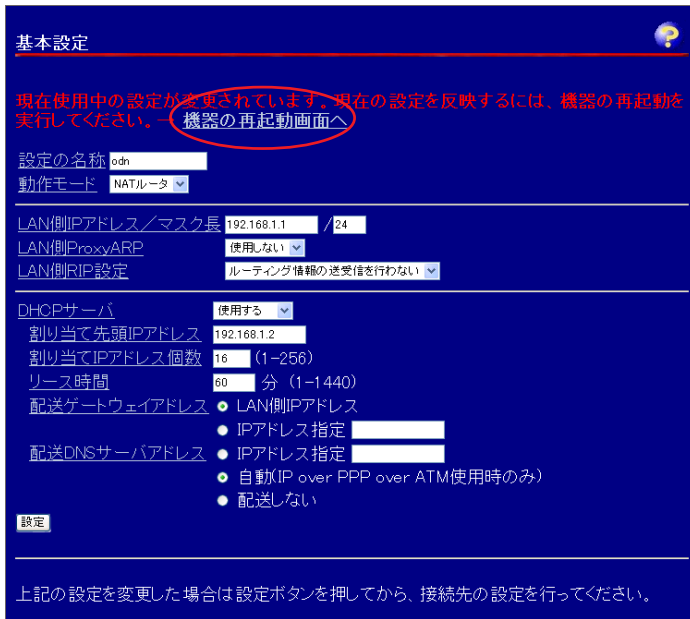 基本設定
現在使用中の設定が変更されています。現在の設定を反映するには、機器の再起動を
実行してください。→ 機器の再起動画面へ
設定の名称 odn
動作モード NATルータ
LAN側IPアドレス／マスク長 192.168.1.1 /24
LAN側ProxyARP 使用しない
LAN側RIP設定 ルーティング情報の送受信を行わない
DHCPサーバ 使用する
割り当て先頭IPアドレス 192.168.1.2
割り当てIPアドレス個数 16 (1-256)
リース時間 60 分 (1-1440)
配送ゲートウェイアドレス LAN側IPアドレス
IPアドレス指定
配送DNSサーバアドレス IPアドレス指定
自動(IP over PPP over ATM使用時のみ)
配送しない
設定
上記の設定を変更した場合は設定ボタンを押してから、接続先の設定を行ってください。